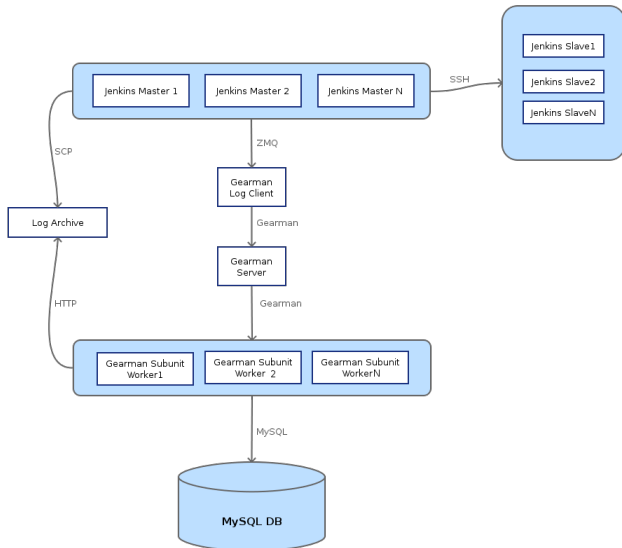 Jenkins Slave1
Jenkins Slave2
Jenkins SlaveN
SSH
Jenkins Master 1
Jenkins Master 2
Jenkins Master N
ZMQ
SCP
Gearman
Log Client
Log Archive
Gearman
Gearman
Server
HTTP
Gearman
Gearman Subunit
Worker1
Gearman Subunit
Worker 2
Gearman Subunit
WorkerN
MySQL
MySQL DB